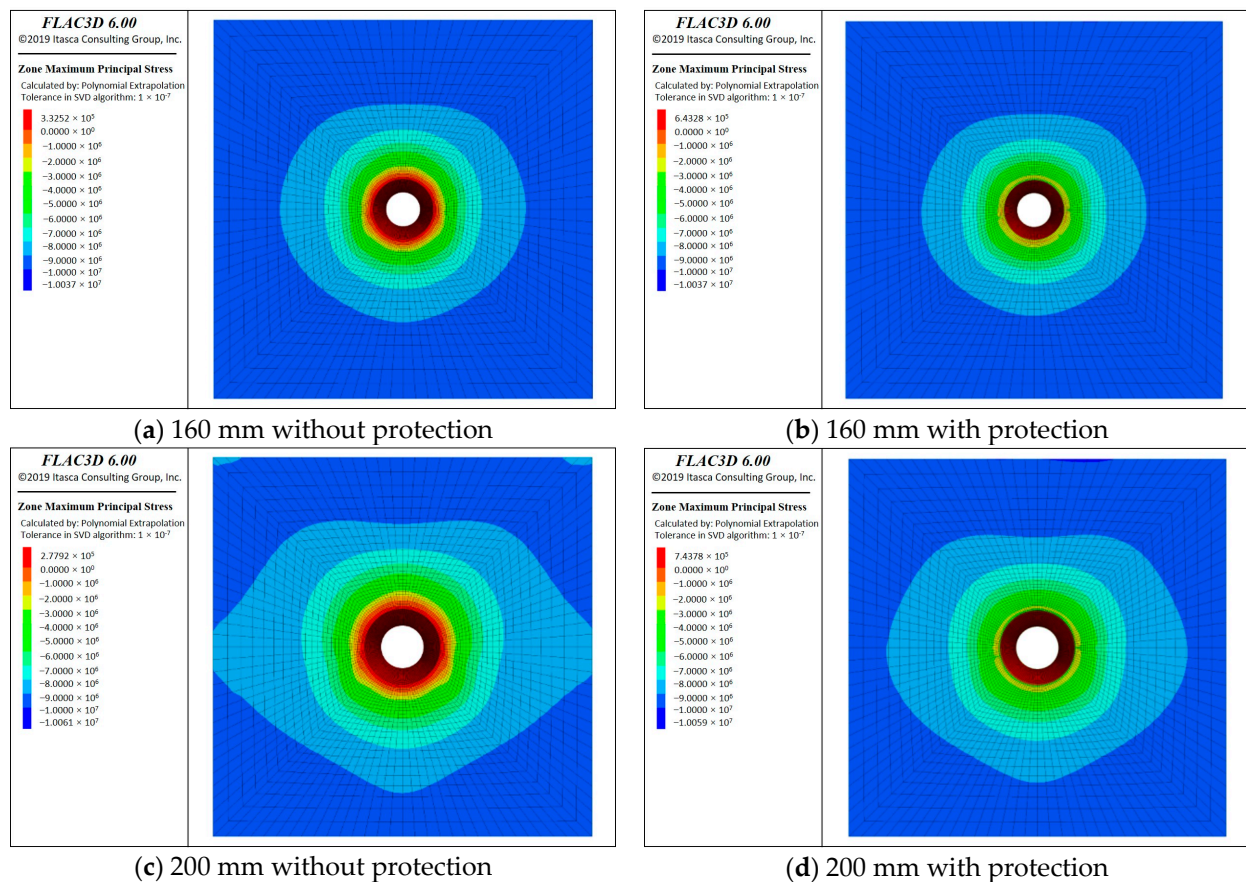 FLAC3D 6.00
©2019 Itasca Consulting Group, Inc.
Zone Maximum Principal Stress
Calculated by: Polynomial Extrapolation
Tolerance in SVD algorithm: 1 × 10⁻⁷
3.3252 × 10⁵
0.0000 × 10⁰
−1.0000 × 10⁶
−2.0000 × 10⁶
−3.0000 × 10⁶
−4.0000 × 10⁶
−5.0000 × 10⁶
−6.0000 × 10⁶
−7.0000 × 10⁶
−8.0000 × 10⁶
−9.0000 × 10⁶
−1.0000 × 10⁷
−1.0037 × 10⁷
(a) 160 mm without protection
FLAC3D 6.00
©2019 Itasca Consulting Group, Inc.
Zone Maximum Principal Stress
Calculated by: Polynomial Extrapolation
Tolerance in SVD algorithm: 1 × 10⁻⁷
6.4328 × 10⁵
0.0000 × 10⁰
−1.0000 × 10⁶
−2.0000 × 10⁶
−3.0000 × 10⁶
−4.0000 × 10⁶
−5.0000 × 10⁶
−6.0000 × 10⁶
−7.0000 × 10⁶
−8.0000 × 10⁶
−9.0000 × 10⁶
−1.0000 × 10⁷
−1.0037 × 10⁷
(b) 160 mm with protection
FLAC3D 6.00
©2019 Itasca Consulting Group, Inc.
Zone Maximum Principal Stress
Calculated by: Polynomial Extrapolation
Tolerance in SVD algorithm: 1 × 10⁻⁷
2.7792 × 10⁵
0.0000 × 10⁰
−1.0000 × 10⁶
−2.0000 × 10⁶
−3.0000 × 10⁶
−4.0000 × 10⁶
−5.0000 × 10⁶
−6.0000 × 10⁶
−7.0000 × 10⁶
−8.0000 × 10⁶
−9.0000 × 10⁶
−1.0000 × 10⁷
−1.0061 × 10⁷
(c) 200 mm without protection
FLAC3D 6.00
©2019 Itasca Consulting Group, Inc.
Zone Maximum Principal Stress
Calculated by: Polynomial Extrapolation
Tolerance in SVD algorithm: 1 × 10⁻⁷
7.4378 × 10⁵
0.0000 × 10⁰
−1.0000 × 10⁶
−2.0000 × 10⁶
−3.0000 × 10⁶
−4.0000 × 10⁶
−5.0000 × 10⁶
−6.0000 × 10⁶
−7.0000 × 10⁶
−8.0000 × 10⁶
−9.0000 × 10⁶
−1.0000 × 10⁷
−1.0059 × 10⁷
(d) 200 mm with protection